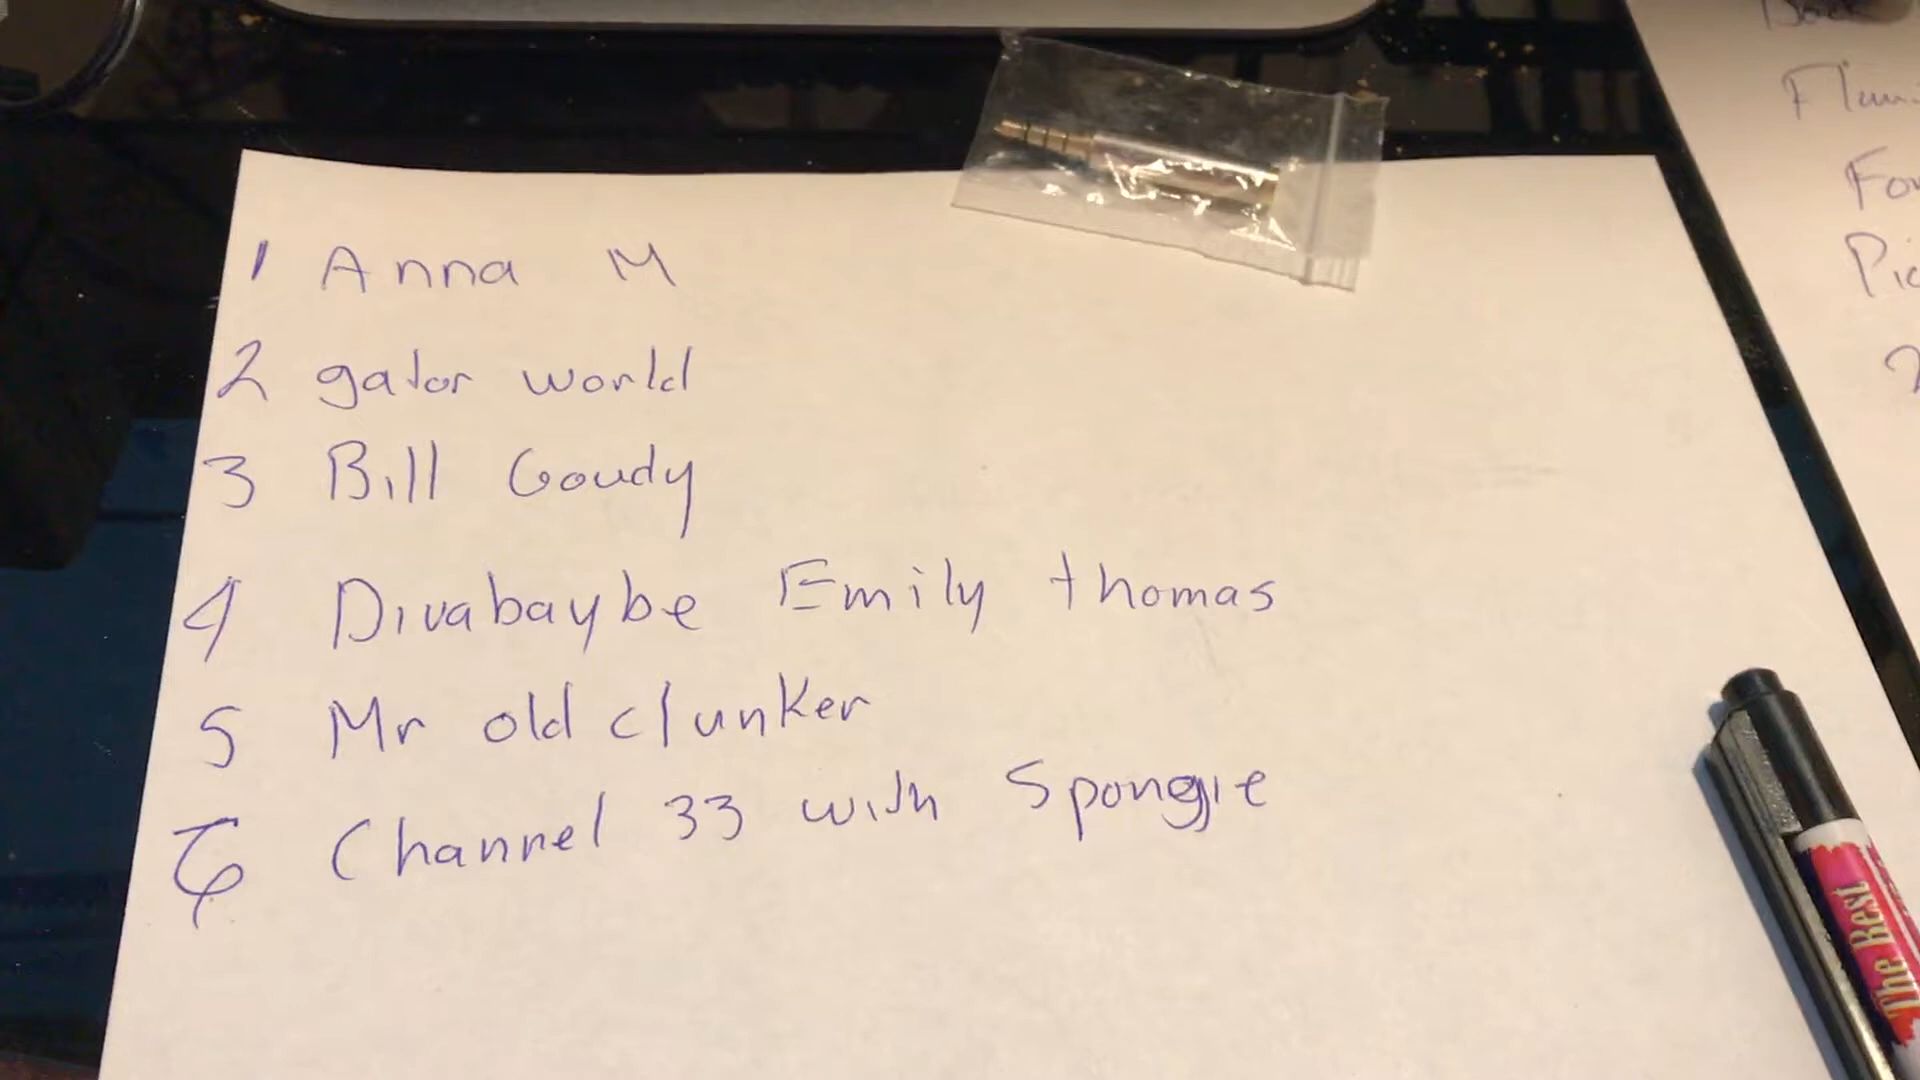 1 Anna M
2 gator world
3 Bill Goudy
4 Divabaybe Emily thomas
5 Mr old clunker
6 Channel 33 with Spongie
The Best